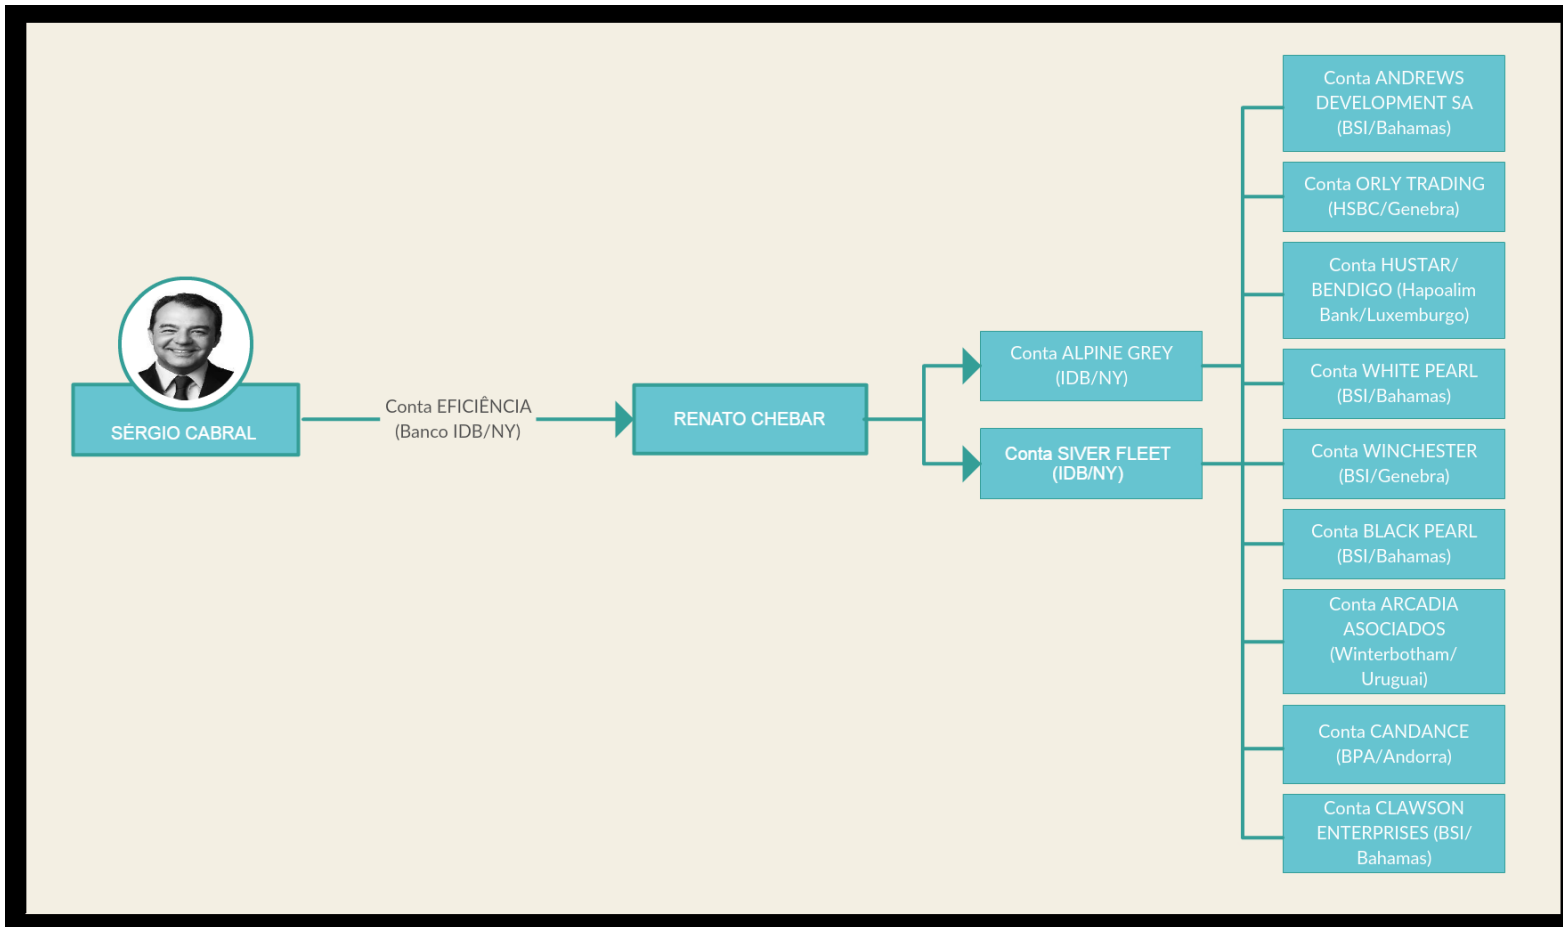 SÉRGIO CABRAL
Conta EFICIÊNCIA
(Banco IDB/NY)
RENATO CHEBAR
Conta ALPINE GREY
(IDB/NY)
Conta SIVER FLEET
(IDB/NY)
Conta ANDREWS
DEVELOPMENT SA
(BSI/Bahamas)
Conta ORLY TRADING
(HSBC/Genebra)
Conta HUSTAR/
BENDIGO (Hapoalim
Bank/Luxemburgo)
Conta WHITE PEARL
(BSI/Bahamas)
Conta WINCHESTER
(BSI/Genebra)
Conta BLACK PEARL
(BSI/Bahamas)
Conta ARCADIA
ASOCIADOS
(Winterbotham/
Uruguai)
Conta CANDANCE
(BPA/Andorra)
Conta CLAWSON
ENTERPRISES (BSI/
Bahamas)